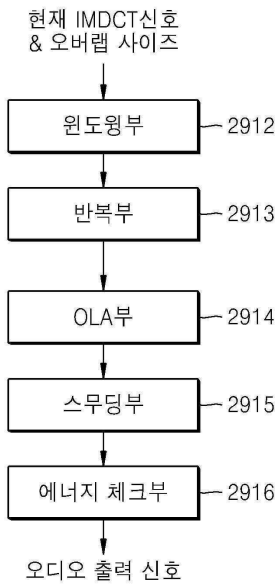 현재 IMDCT신호
& 오버랩 사이즈
윈도윙부 2912
반복부 2913
OLA부 2914
스무딩부 2915
에너지 체크부 2916
오디오 출력 신호